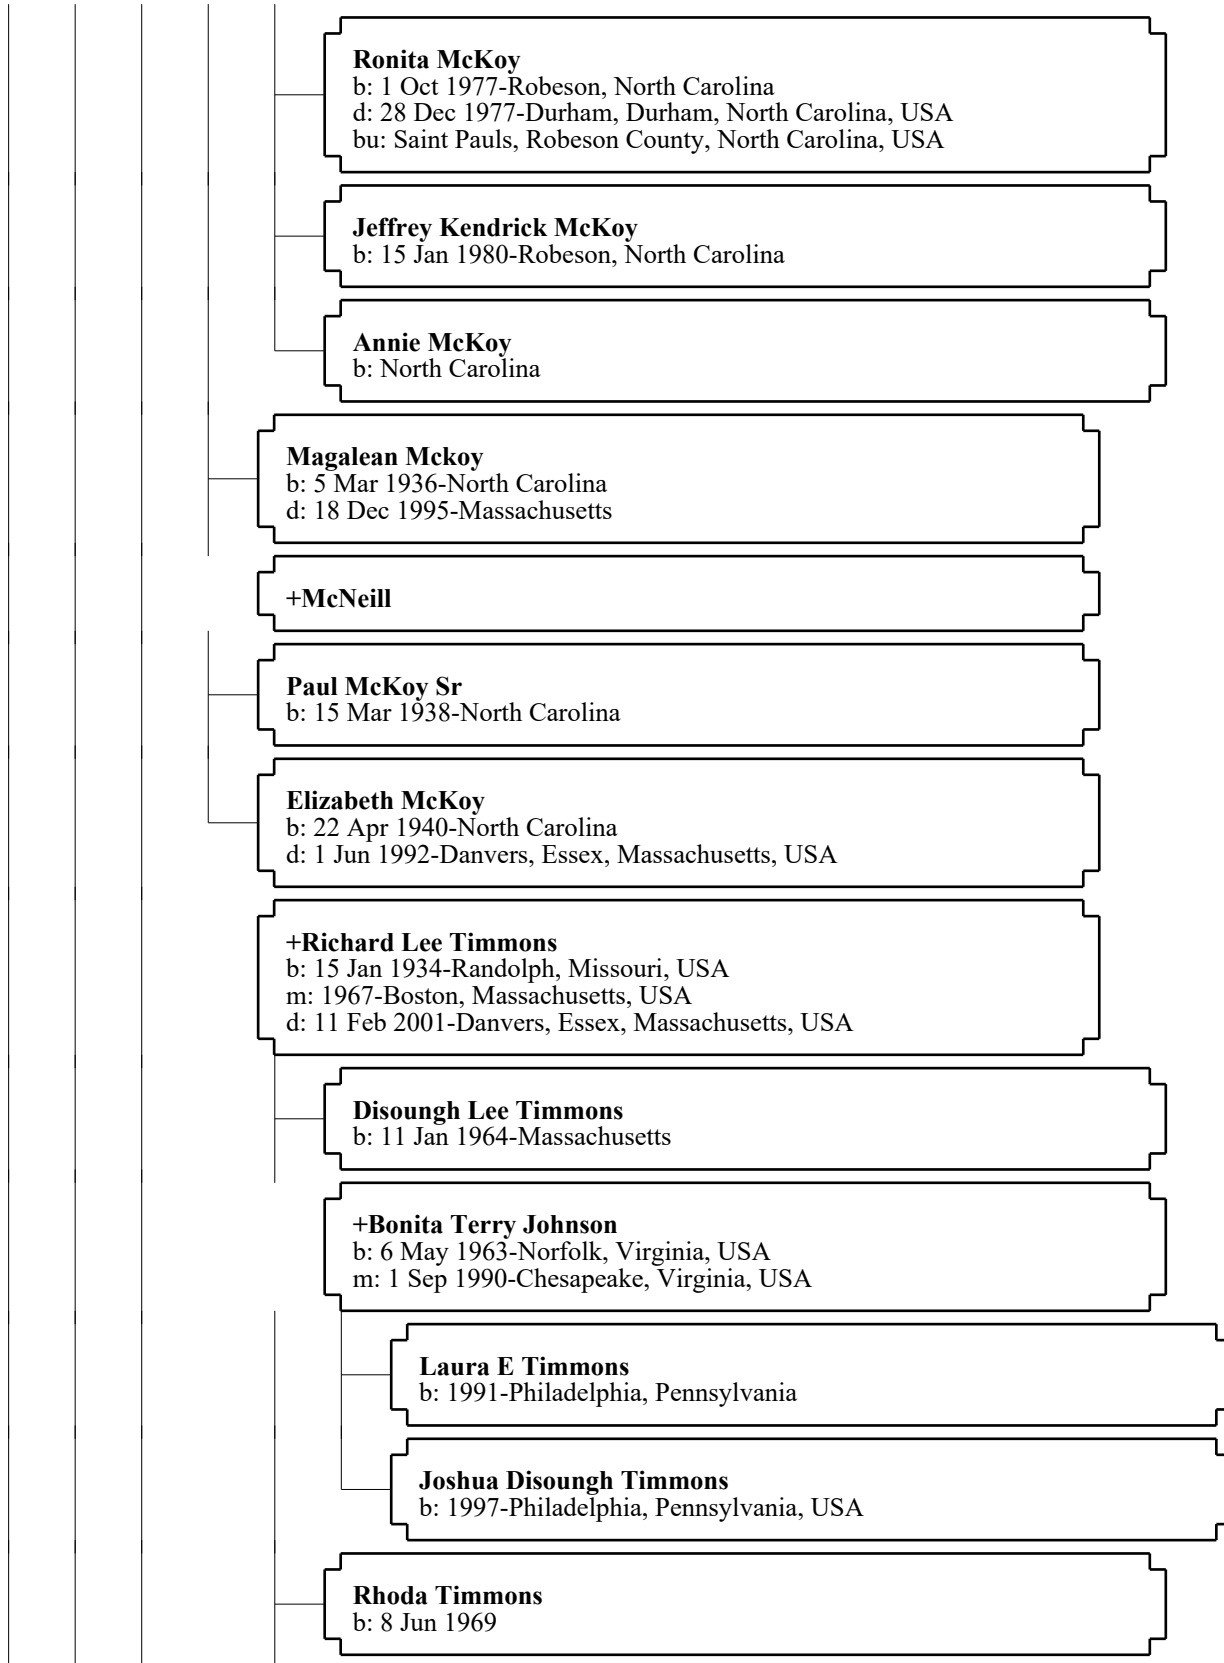 Ronita McKoy
b: 1 Oct 1977-Robeson, North Carolina
d: 28 Dec 1977-Durham, Durham, North Carolina, USA
bu: Saint Pauls, Robeson County, North Carolina, USA
Jeffrey Kendrick McKoy
b: 15 Jan 1980-Robeson, North Carolina
Annie McKoy
b: North Carolina
Magalean Mckoy
b: 5 Mar 1936-North Carolina
d: 18 Dec 1995-Massachusetts
+McNeill
Paul McKoy Sr
b: 15 Mar 1938-North Carolina
Elizabeth McKoy
b: 22 Apr 1940-North Carolina
d: 1 Jun 1992-Danvers, Essex, Massachusetts, USA
+Richard Lee Timmons
b: 15 Jan 1934-Randolph, Missouri, USA
m: 1967-Boston, Massachusetts, USA
d: 11 Feb 2001-Danvers, Essex, Massachusetts, USA
Disoungh Lee Timmons
b: 11 Jan 1964-Massachusetts
+Bonita Terry Johnson
b: 6 May 1963-Norfolk, Virginia, USA
m: 1 Sep 1990-Chesapeake, Virginia, USA
Laura E Timmons
b: 1991-Philadelphia, Pennsylvania
Joshua Disoungh Timmons
b: 1997-Philadelphia, Pennsylvania, USA
Rhoda Timmons
b: 8 Jun 1969